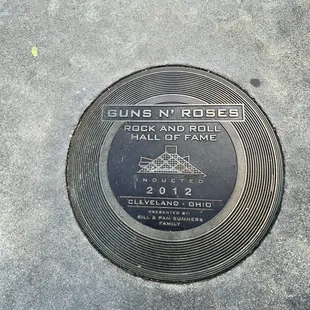 GUNS N' ROSES
ROCK AND ROLL
HALL OF FAME
INDUCTED
2012
CLEVELAND • OHIO
PRESENTED BY
BILL & PAM SUMMERS
FAMILY